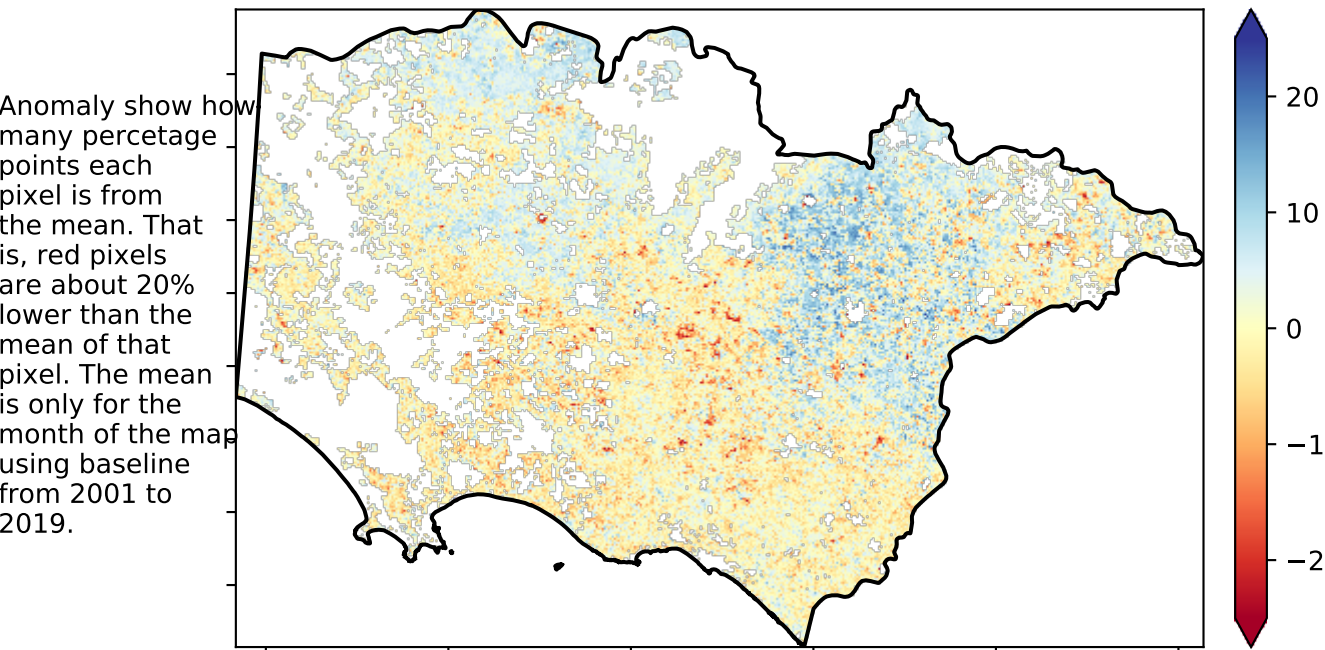 Anomaly show how
many percetage
points each
pixel is from
the mean. That
is, red pixels
are about 20%
lower than the
mean of that
pixel. The mean
is only for the
month of the map
using baseline
from 2001 to
2019.
20
10
0
−1
−2